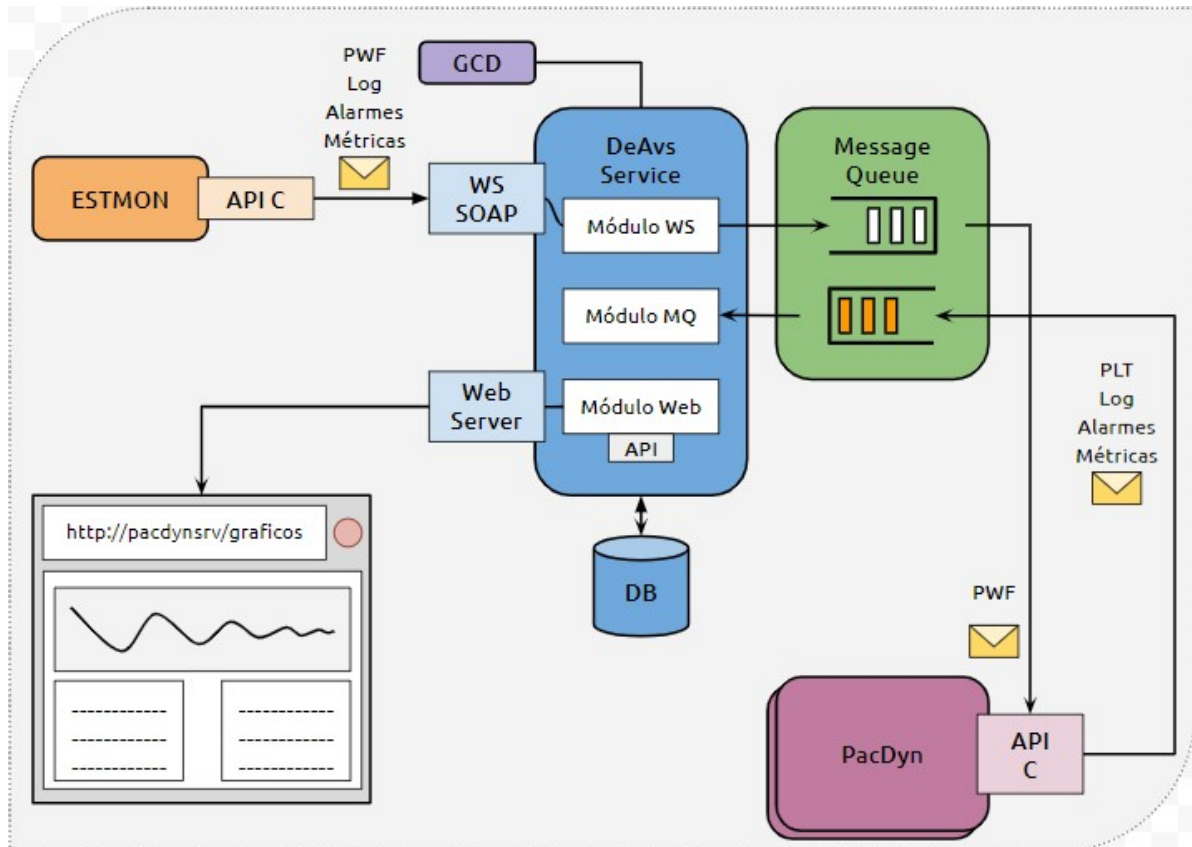 PWF
Log
Alarmes
Métricas
GCD
ESTMON
API C
WS
SOAP
DeAvs
Service
Módulo WS
Módulo MQ
Módulo Web
API
Message
Queue
Web
Server
DB
http://pacdynsrv/graficos
PLT
Log
Alarmes
Métricas
PWF
PacDyn
API
C